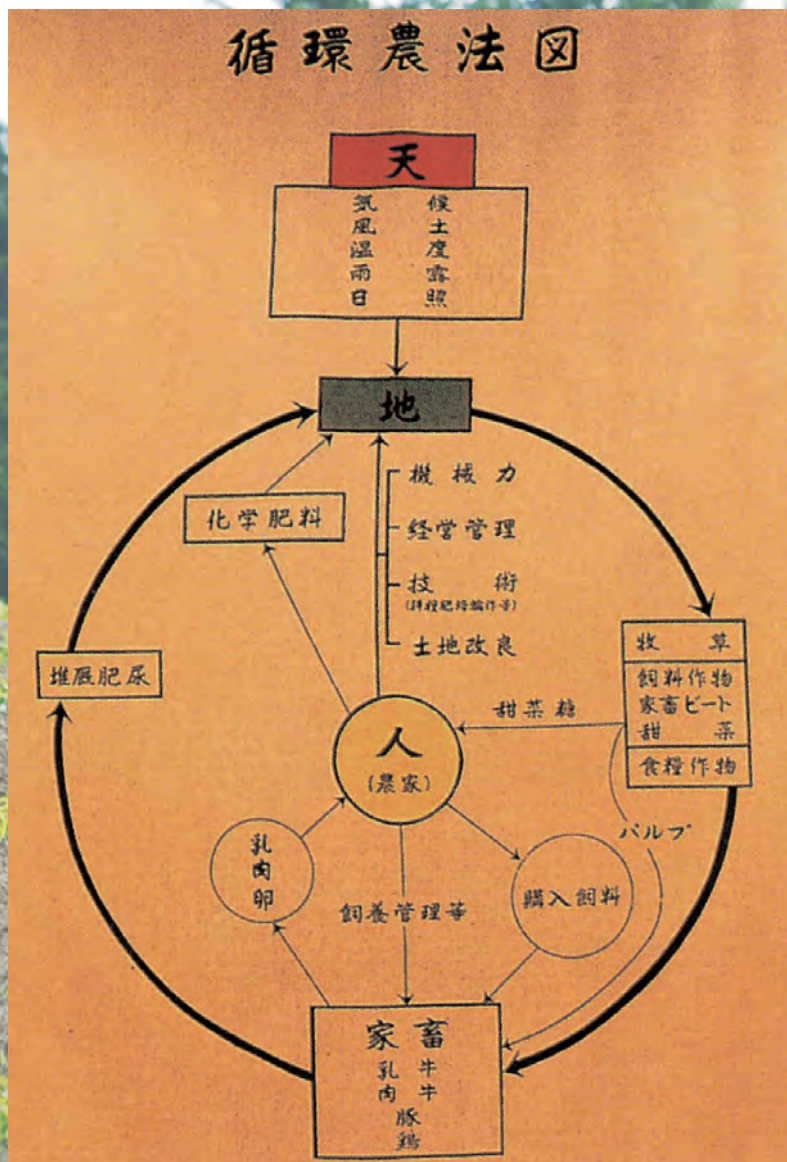 循環農法図
天
気候
風土
温度
雨露
日照
地
化学肥料
機械力
経営管理
技術
土地改良
堆厩肥尿
牧草
飼料作物
家畜ビート
甜菜
食糧作物
甜菜糖
人
(農家)
パルプ
乳肉卵
飼養管理等
購入飼料
家畜
乳牛
肉牛
豚
鶏